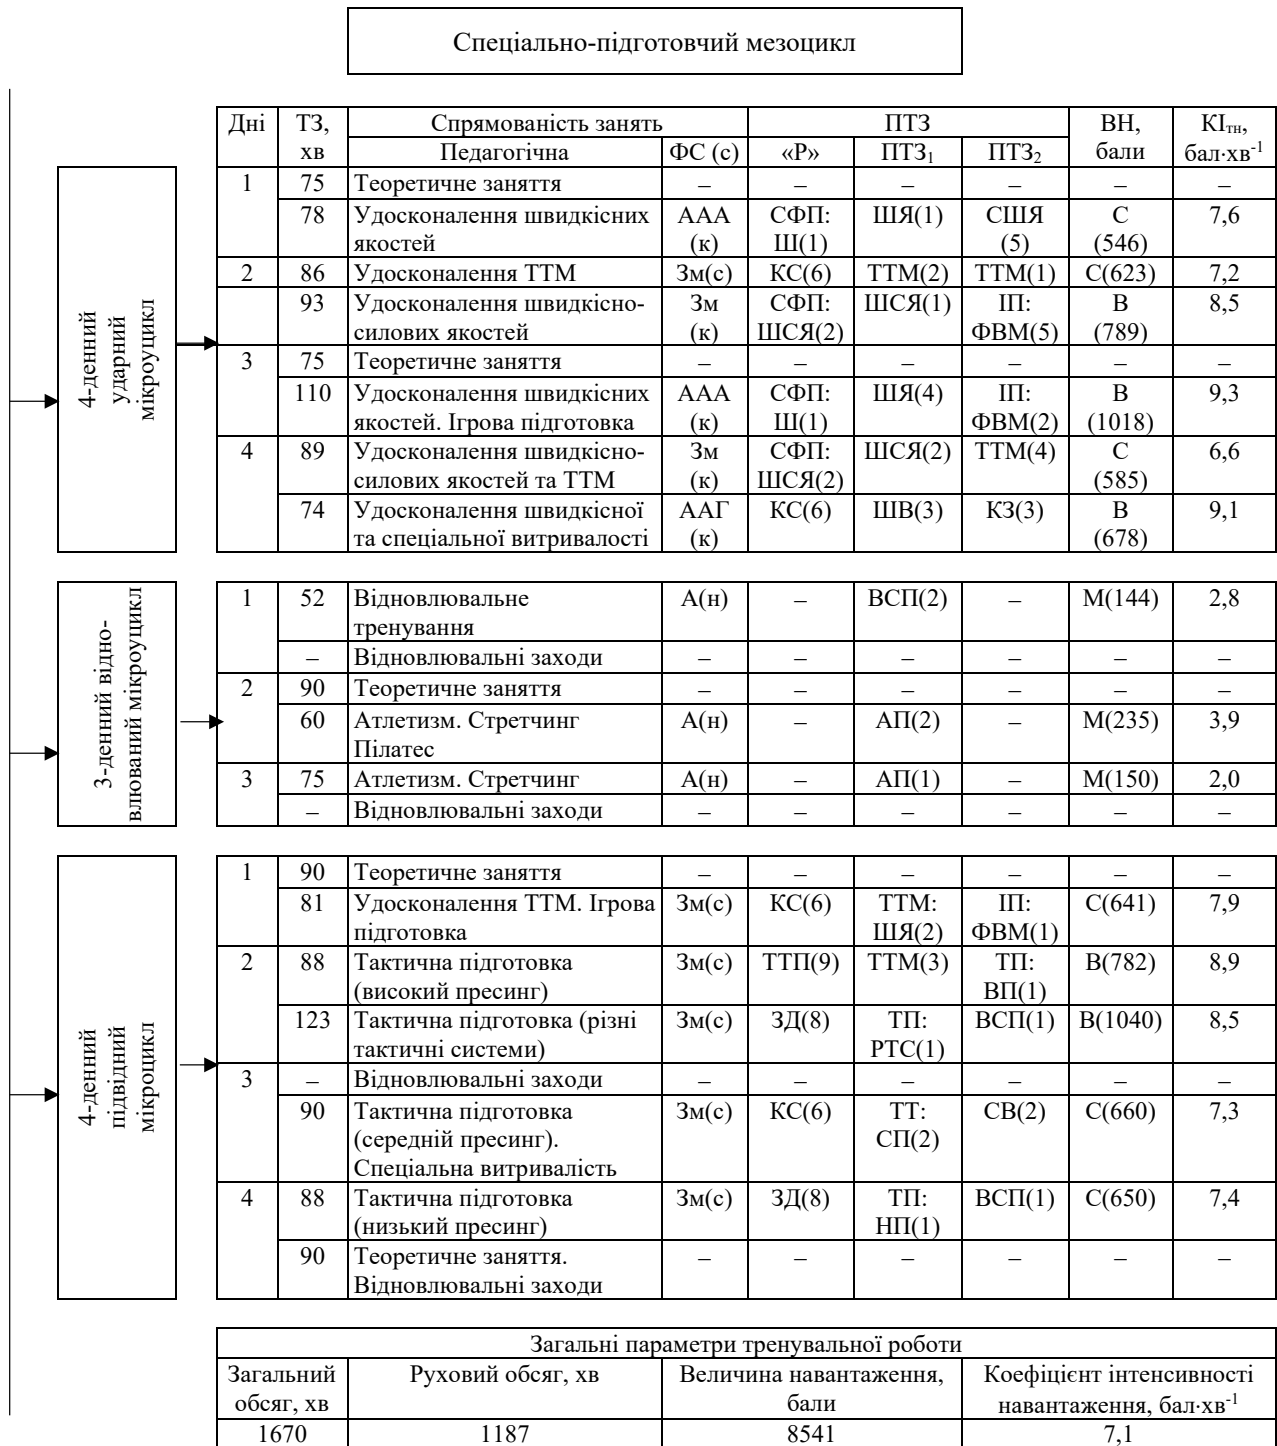 Спеціально-підготовчий мезоцикл
Дні ТЗ, Спрямованість занять ПТЗ ВН, КІтн,
хв Педагогічна ФС (с) «Р» ПТЗ1 ПТЗ2 бали бал·хв-1
4-денний
ударний
мікроуцикл
1 75 Теоретичне заняття – – – – – –
78 Удосконалення швидкісних ААА СФП: ШЯ(1) СШЯ С 7,6
якостей (к) Ш(1) (5) (546)
2 86 Удосконалення ТТМ Зм(с) КС(6) ТТМ(2) ТТМ(1) С(623) 7,2
93 Удосконалення швидкісно- Зм СФП: ШСЯ(1) ІП: В 8,5
силових якостей (к) ШСЯ(2) ФВМ(5) (789)
3 75 Теоретичне заняття – – – – – –
110 Удосконалення швидкісних ААА СФП: ШЯ(4) ІП: В 9,3
якостей. Ігрова підготовка (к) Ш(1) ФВМ(2) (1018)
4 89 Удосконалення швидкісно- Зм СФП: ШСЯ(2) ТТМ(4) С 6,6
силових якостей та ТТМ (к) ШСЯ(2) (585)
74 Удосконалення швидкісної ААГ КС(6) ШВ(3) КЗ(3) В 9,1
та спеціальної витривалості (к) (678)
3-денний відно-
влюваний мікроуцикл
1 52 Відновлювальне А(н) – ВСП(2) – М(144) 2,8
тренування
– Відновлювальні заходи – – – – – –
2 90 Теоретичне заняття – – – – – –
60 Атлетизм. Стретчинг А(н) – АП(2) – М(235) 3,9
Пілатес
3 75 Атлетизм. Стретчинг А(н) – АП(1) – М(150) 2,0
– Відновлювальні заходи – – – – – –
4-денний
підвідний
мікроцикл
1 90 Теоретичне заняття – – – – – –
81 Удосконалення ТТМ. Ігрова Зм(с) КС(6) ТТМ: ІП: С(641) 7,9
підготовка ШЯ(2) ФВМ(1)
2 88 Тактична підготовка Зм(с) ТТП(9) ТТМ(3) ТП: В(782) 8,9
(високий пресинг) ВП(1)
123 Тактична підготовка (різні Зм(с) ЗД(8) ТП: ВСП(1) В(1040) 8,5
тактичні системи) РТС(1)
3 – Відновлювальні заходи – – – – – –
90 Тактична підготовка Зм(с) КС(6) ТТ: СВ(2) С(660) 7,3
(середній пресинг). СП(2)
Спеціальна витривалість
4 88 Тактична підготовка Зм(с) ЗД(8) ТП: ВСП(1) С(650) 7,4
(низький пресинг) НП(1)
90 Теоретичне заняття. – – – – – –
Відновлювальні заходи
Загальні параметри тренувальної роботи
Загальний Руховий обсяг, хв Величина навантаження, Коефіцієнт інтенсивності
обсяг, хв бали навантаження, бал·хв-1
1670 1187 8541 7,1